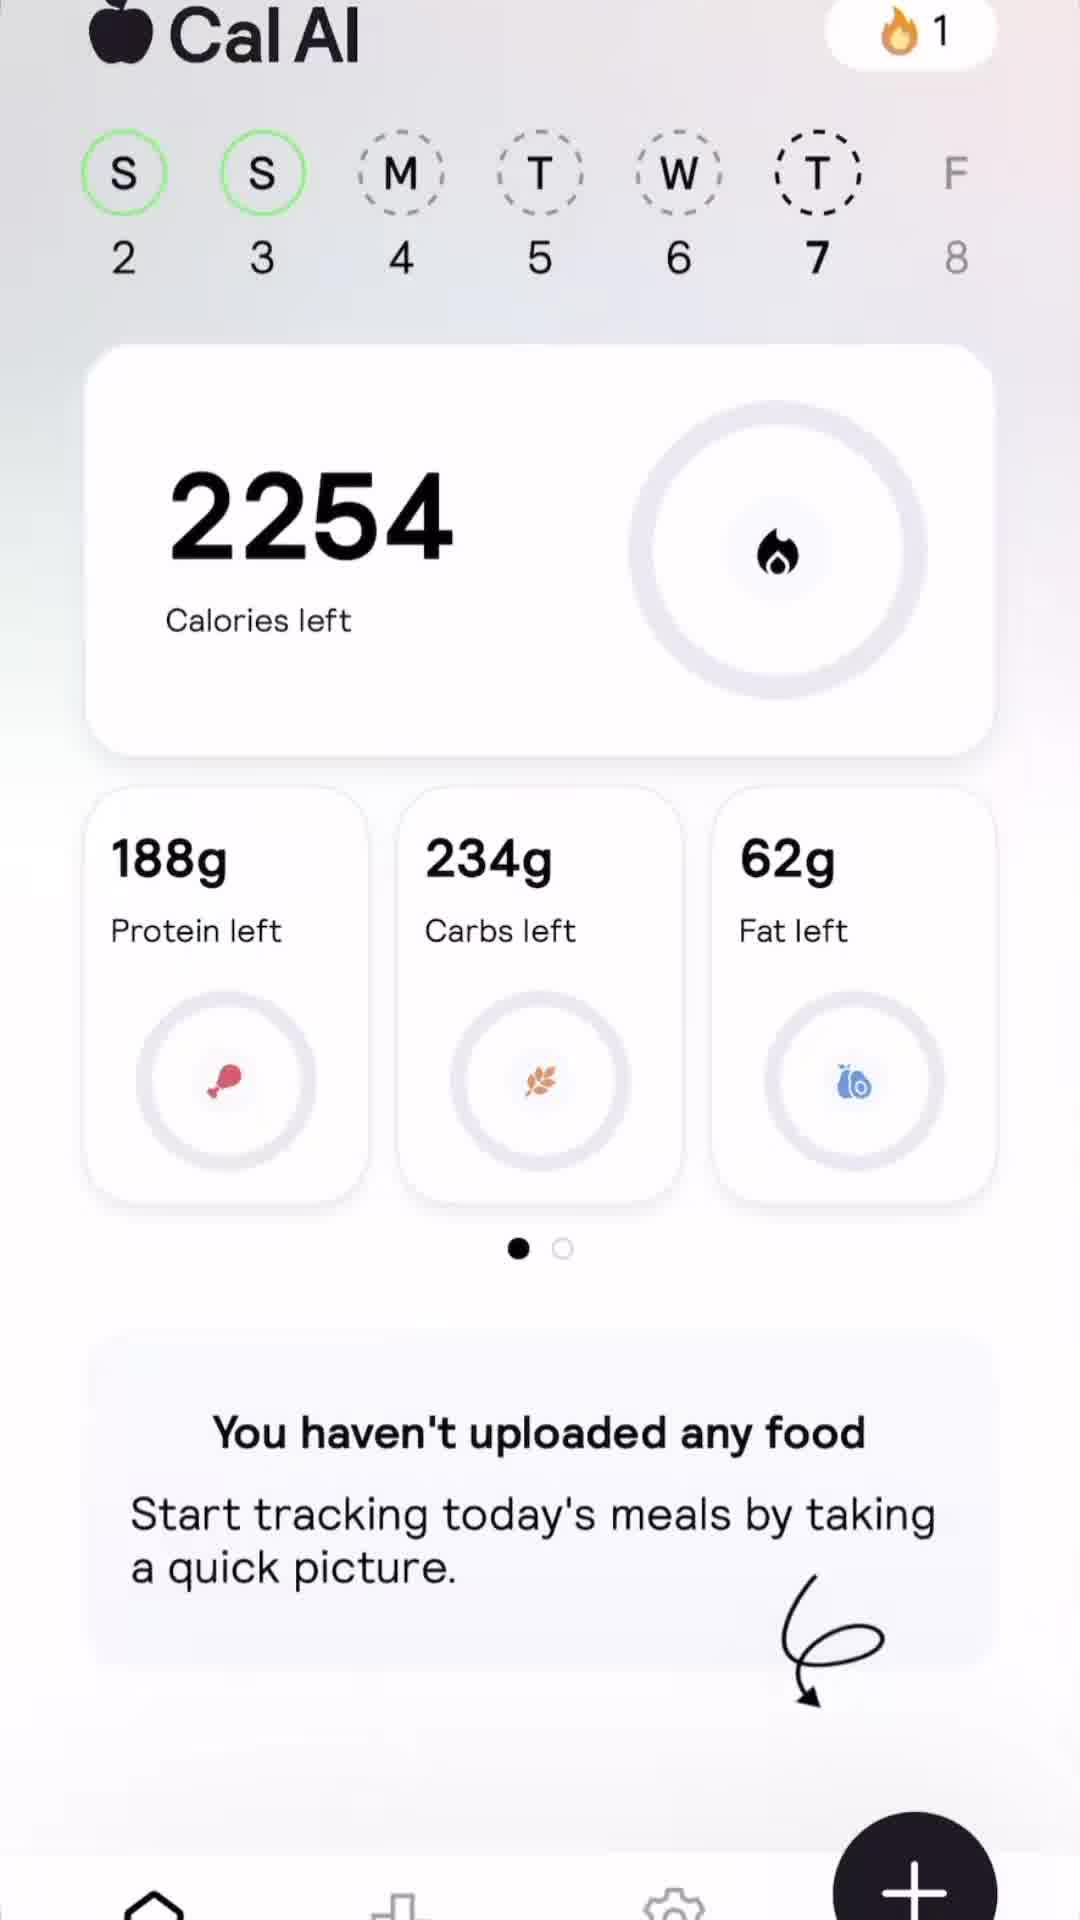 Cal AI
1
S S M T W T F
2 3 4 5 6 7 8
2254
Calories left
188g 234g 62g
Protein left Carbs left Fat left
You haven't uploaded any food
Start tracking today's meals by taking
a quick picture.